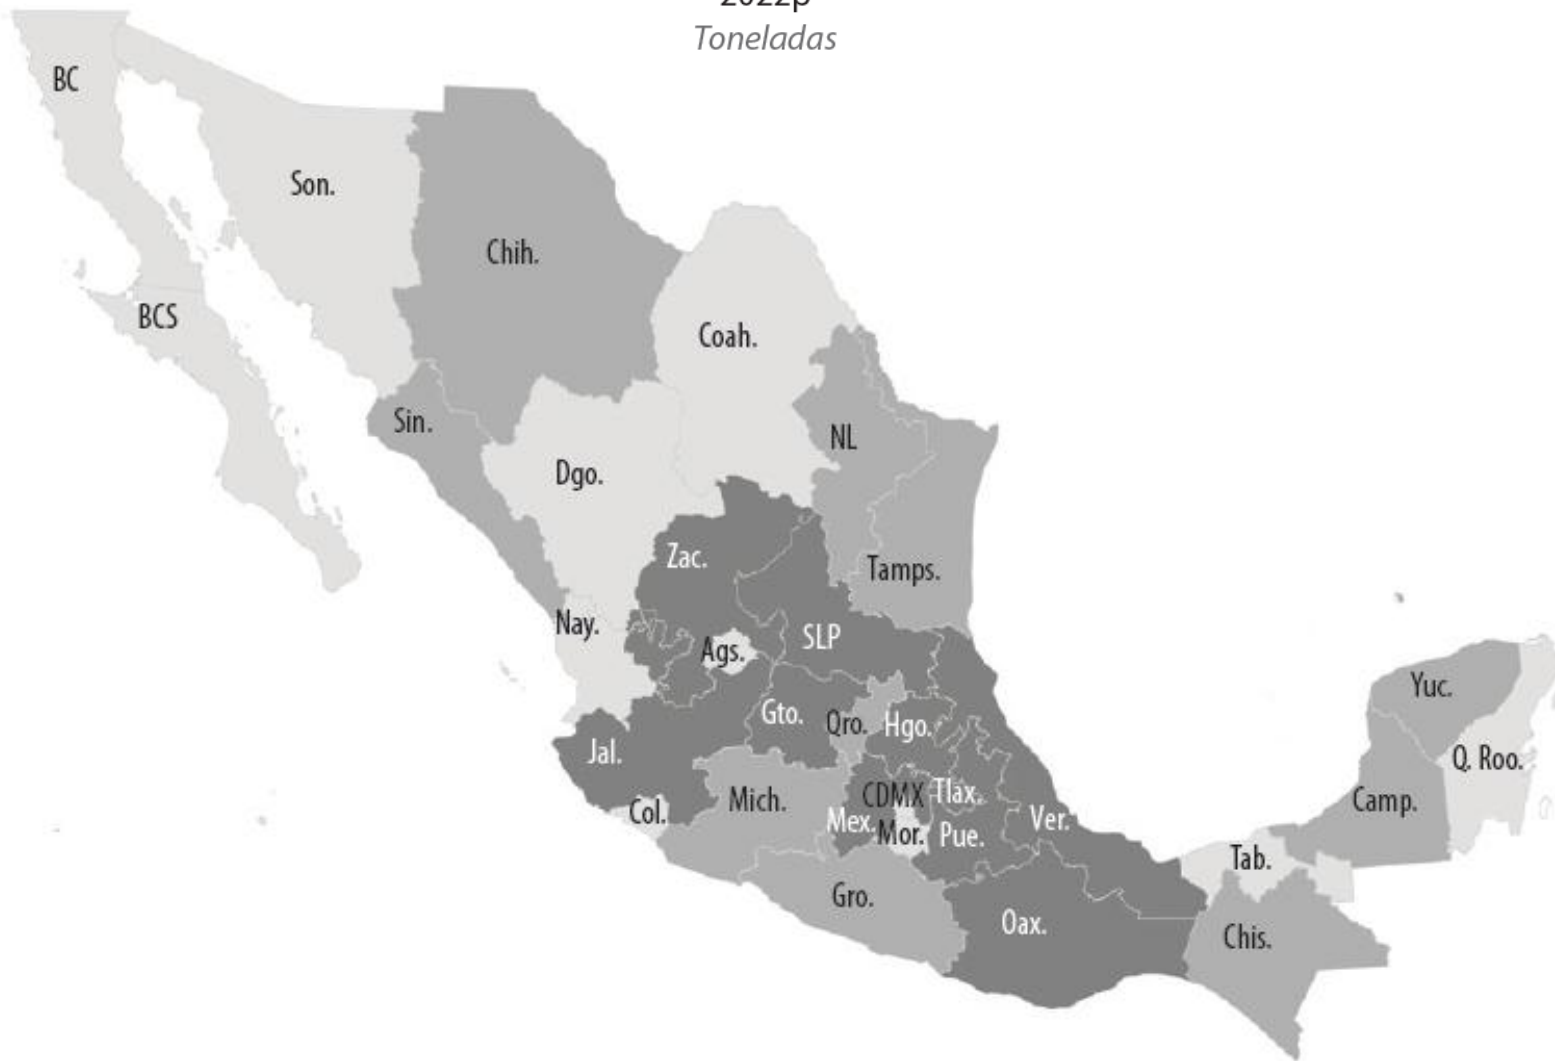 2022p
Toneladas
BC
Son.
Chih.
BCS
Coah.
Sin.
NL
Dgo.
Zac.
Tamps.
Nay.
Ags.
SLP
Yuc.
Gto.
Qro.
Hgo.
Jal.
Q. Roo.
Col.
Mich.
CDMX
Tlax.
Camp.
Mex.
Mor.
Pue.
Ver.
Tab.
Gro.
Oax.
Chis.